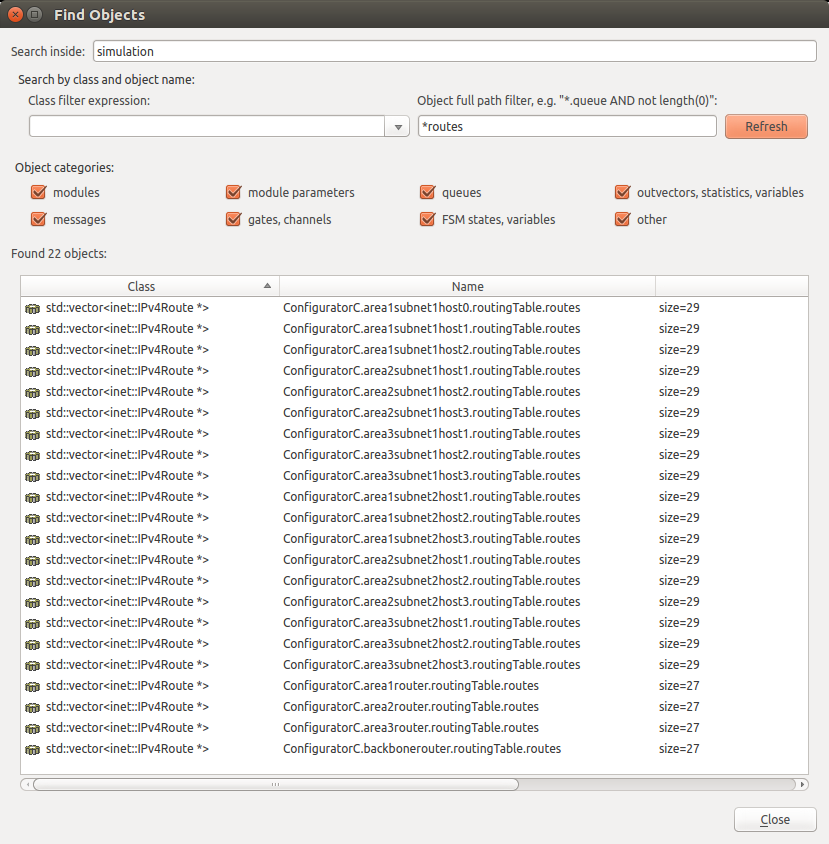 Find Objects
Search inside: simulation
Search by class and object name:
Class filter expression: Object full path filter, e.g. "*.queue AND not length(0)":
*routes Refresh
Object categories:
modules module parameters queues outvectors, statistics, variables
messages gates, channels FSM states, variables other
Found 22 objects:
Class Name
std::vector<inet::IPv4Route *> ConfiguratorC.area1subnet1host0.routingTable.routes size=29
std::vector<inet::IPv4Route *> ConfiguratorC.area1subnet1host1.routingTable.routes size=29
std::vector<inet::IPv4Route *> ConfiguratorC.area1subnet1host2.routingTable.routes size=29
std::vector<inet::IPv4Route *> ConfiguratorC.area2subnet1host1.routingTable.routes size=29
std::vector<inet::IPv4Route *> ConfiguratorC.area2subnet1host2.routingTable.routes size=29
std::vector<inet::IPv4Route *> ConfiguratorC.area2subnet1host3.routingTable.routes size=29
std::vector<inet::IPv4Route *> ConfiguratorC.area3subnet1host1.routingTable.routes size=29
std::vector<inet::IPv4Route *> ConfiguratorC.area3subnet1host2.routingTable.routes size=29
std::vector<inet::IPv4Route *> ConfiguratorC.area3subnet1host3.routingTable.routes size=29
std::vector<inet::IPv4Route *> ConfiguratorC.area1subnet2host1.routingTable.routes size=29
std::vector<inet::IPv4Route *> ConfiguratorC.area1subnet2host2.routingTable.routes size=29
std::vector<inet::IPv4Route *> ConfiguratorC.area1subnet2host3.routingTable.routes size=29
std::vector<inet::IPv4Route *> ConfiguratorC.area2subnet2host1.routingTable.routes size=29
std::vector<inet::IPv4Route *> ConfiguratorC.area2subnet2host2.routingTable.routes size=29
std::vector<inet::IPv4Route *> ConfiguratorC.area2subnet2host3.routingTable.routes size=29
std::vector<inet::IPv4Route *> ConfiguratorC.area3subnet2host1.routingTable.routes size=29
std::vector<inet::IPv4Route *> ConfiguratorC.area3subnet2host2.routingTable.routes size=29
std::vector<inet::IPv4Route *> ConfiguratorC.area3subnet2host3.routingTable.routes size=29
std::vector<inet::IPv4Route *> ConfiguratorC.area1router.routingTable.routes size=27
std::vector<inet::IPv4Route *> ConfiguratorC.area2router.routingTable.routes size=27
std::vector<inet::IPv4Route *> ConfiguratorC.area3router.routingTable.routes size=27
std::vector<inet::IPv4Route *> ConfiguratorC.backbonerouter.routingTable.routes size=27
Close